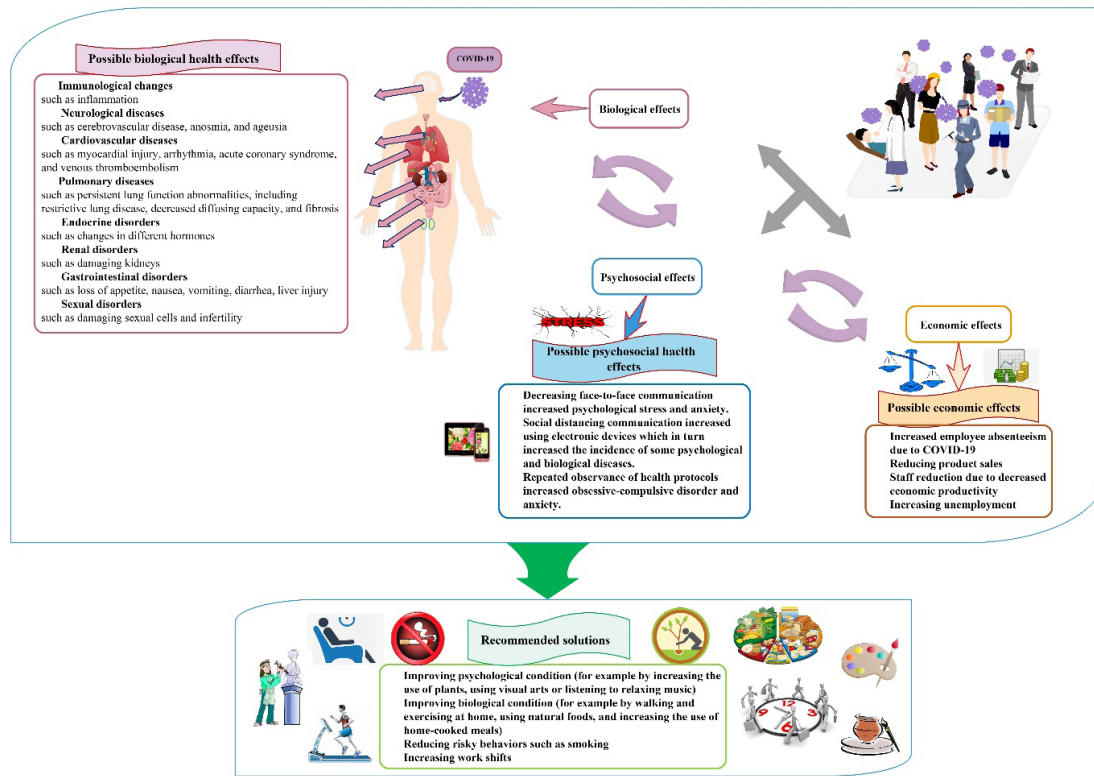 Possible biological health effects
Immunological changes
such as inflammation
Neurological diseases
such as cerebrovascular disease, anosmia, and ageusia
Cardiovascular diseases
such as myocardial injury, arrhythmia, acute coronary syndrome,
and venous thromboembolism
Pulmonary diseases
such as persistent lung function abnormalities, including
restrictive lung disease, decreased diffusing capacity, and fibrosis
Endocrine disorders
such as changes in different hormones
Renal disorders
such as damaging kidneys
Gastrointestinal disorders
such as loss of appetite, nausea, vomiting, diarrhea, liver injury
Sexual disorders
such as damaging sexual cells and infertility
COVID-19
Biological effects
Psychosocial effects
STRESS
Possible psychosocial haelth
effects
Decreasing face-to-face communication
increased psychological stress and anxiety.
Social distancing communication increased
using electronic devices which in turn
increased the incidence of some psychological
and biological diseases.
Repeated observance of health protocols
increased obsessive-compulsive disorder and
anxiety.
Economic effects
Possible economic effects
Increased employee absenteeism
due to COVID-19
Reducing product sales
Staff reduction due to decreased
economic productivity
Increasing unemployment
Recommended solutions
Improving psychological condition (for example by increasing the
use of plants, using visual arts or listening to relaxing music)
Improving biological condition (for example by walking and
exercising at home, using natural foods, and increasing the use of
home-cooked meals)
Reducing risky behaviors such as smoking
Increasing work shifts
12
9
3
6